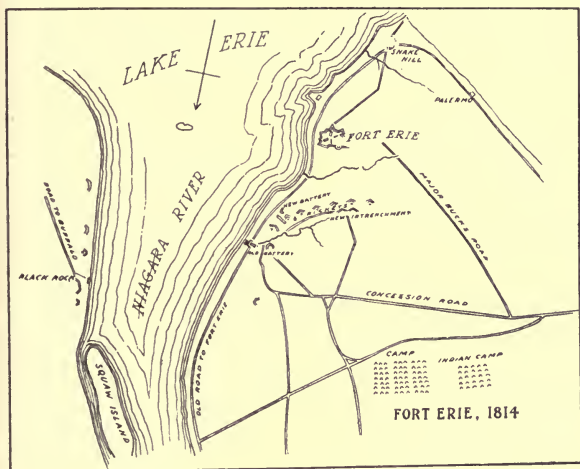 LAKE ERIE
SNAKE HILL
PALERMO
FORT ERIE
NIAGARA RIVER
NEW BATTERY
NEW INTRENCHMENT
MAJOR BUCKS ROAD
ROAD TO BUFFALO
BLACK ROCK
BATTERY
CONCESSION ROAD
OLD ROAD TO FORT ERIE
SQUAW ISLAND
CAMP
INDIAN CAMP
FORT ERIE, 1814